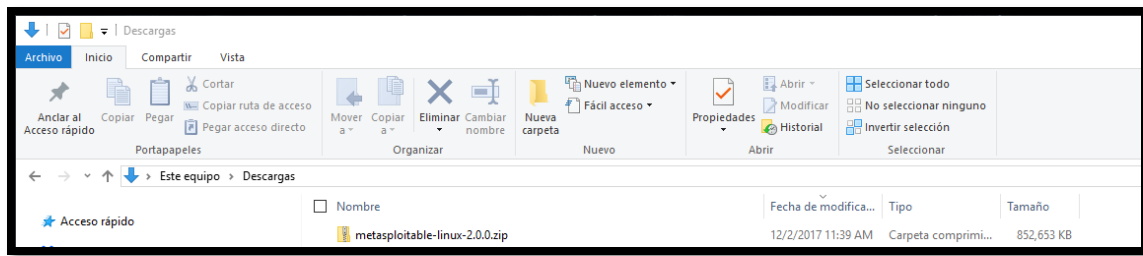 Descargas
Archivo Inicio Compartir Vista
Anclar al Acceso rápido
Copiar
Pegar
Cortar
Copiar ruta de acceso
Pegar acceso directo
Portapapeles
Mover a
Copiar a
Eliminar
Cambiar nombre
Organizar
Nueva carpeta
Nuevo elemento
Fácil acceso
Nuevo
Propiedades
Abrir
Modificar
Historial
Abrir
Seleccionar todo
No seleccionar ninguno
Invertir selección
Seleccionar
Este equipo > Descargas
Acceso rápido
Nombre Fecha de modifica... Tipo Tamaño
metasploitable-linux-2.0.0.zip 12/2/2017 11:39 AM Carpeta comprimi... 852,653 KB